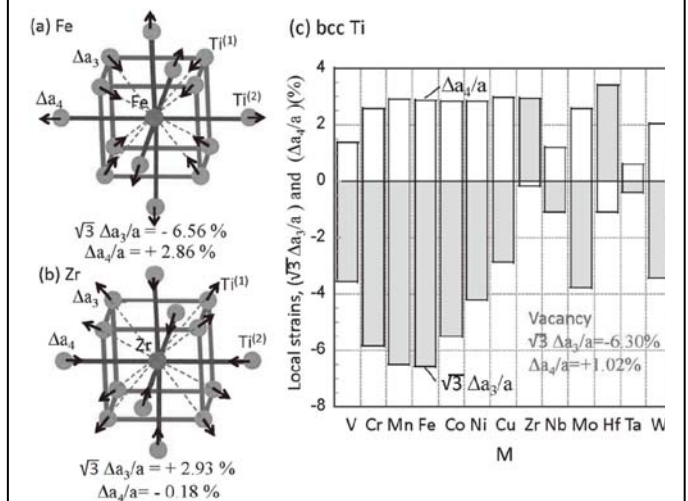 (a) Fe
Δa₃
Ti⁽¹⁾
Fe
Δa₄
Ti⁽²⁾
√3 Δa₃/a = - 6.56 %
Δa₄/a = + 2.86 %
(b) Zr
Δa₃
Ti⁽¹⁾
Zr
Δa₄
Ti⁽²⁾
√3 Δa₃/a = + 2.93 %
Δa₄/a = - 0.18 %
(c) bcc Ti
Local strains, (√3 Δa₃/a ) and (Δa₄/a )(%)
4
2
0
-2
-4
-6
-8
Δa₄/a
Vacancy
√3 Δa₃/a=-6.30%
Δa₄/a=+1.02%
√3 Δa₃/a
V Cr Mn Fe Co Ni Cu Zr Nb Mo Hf Ta W
M